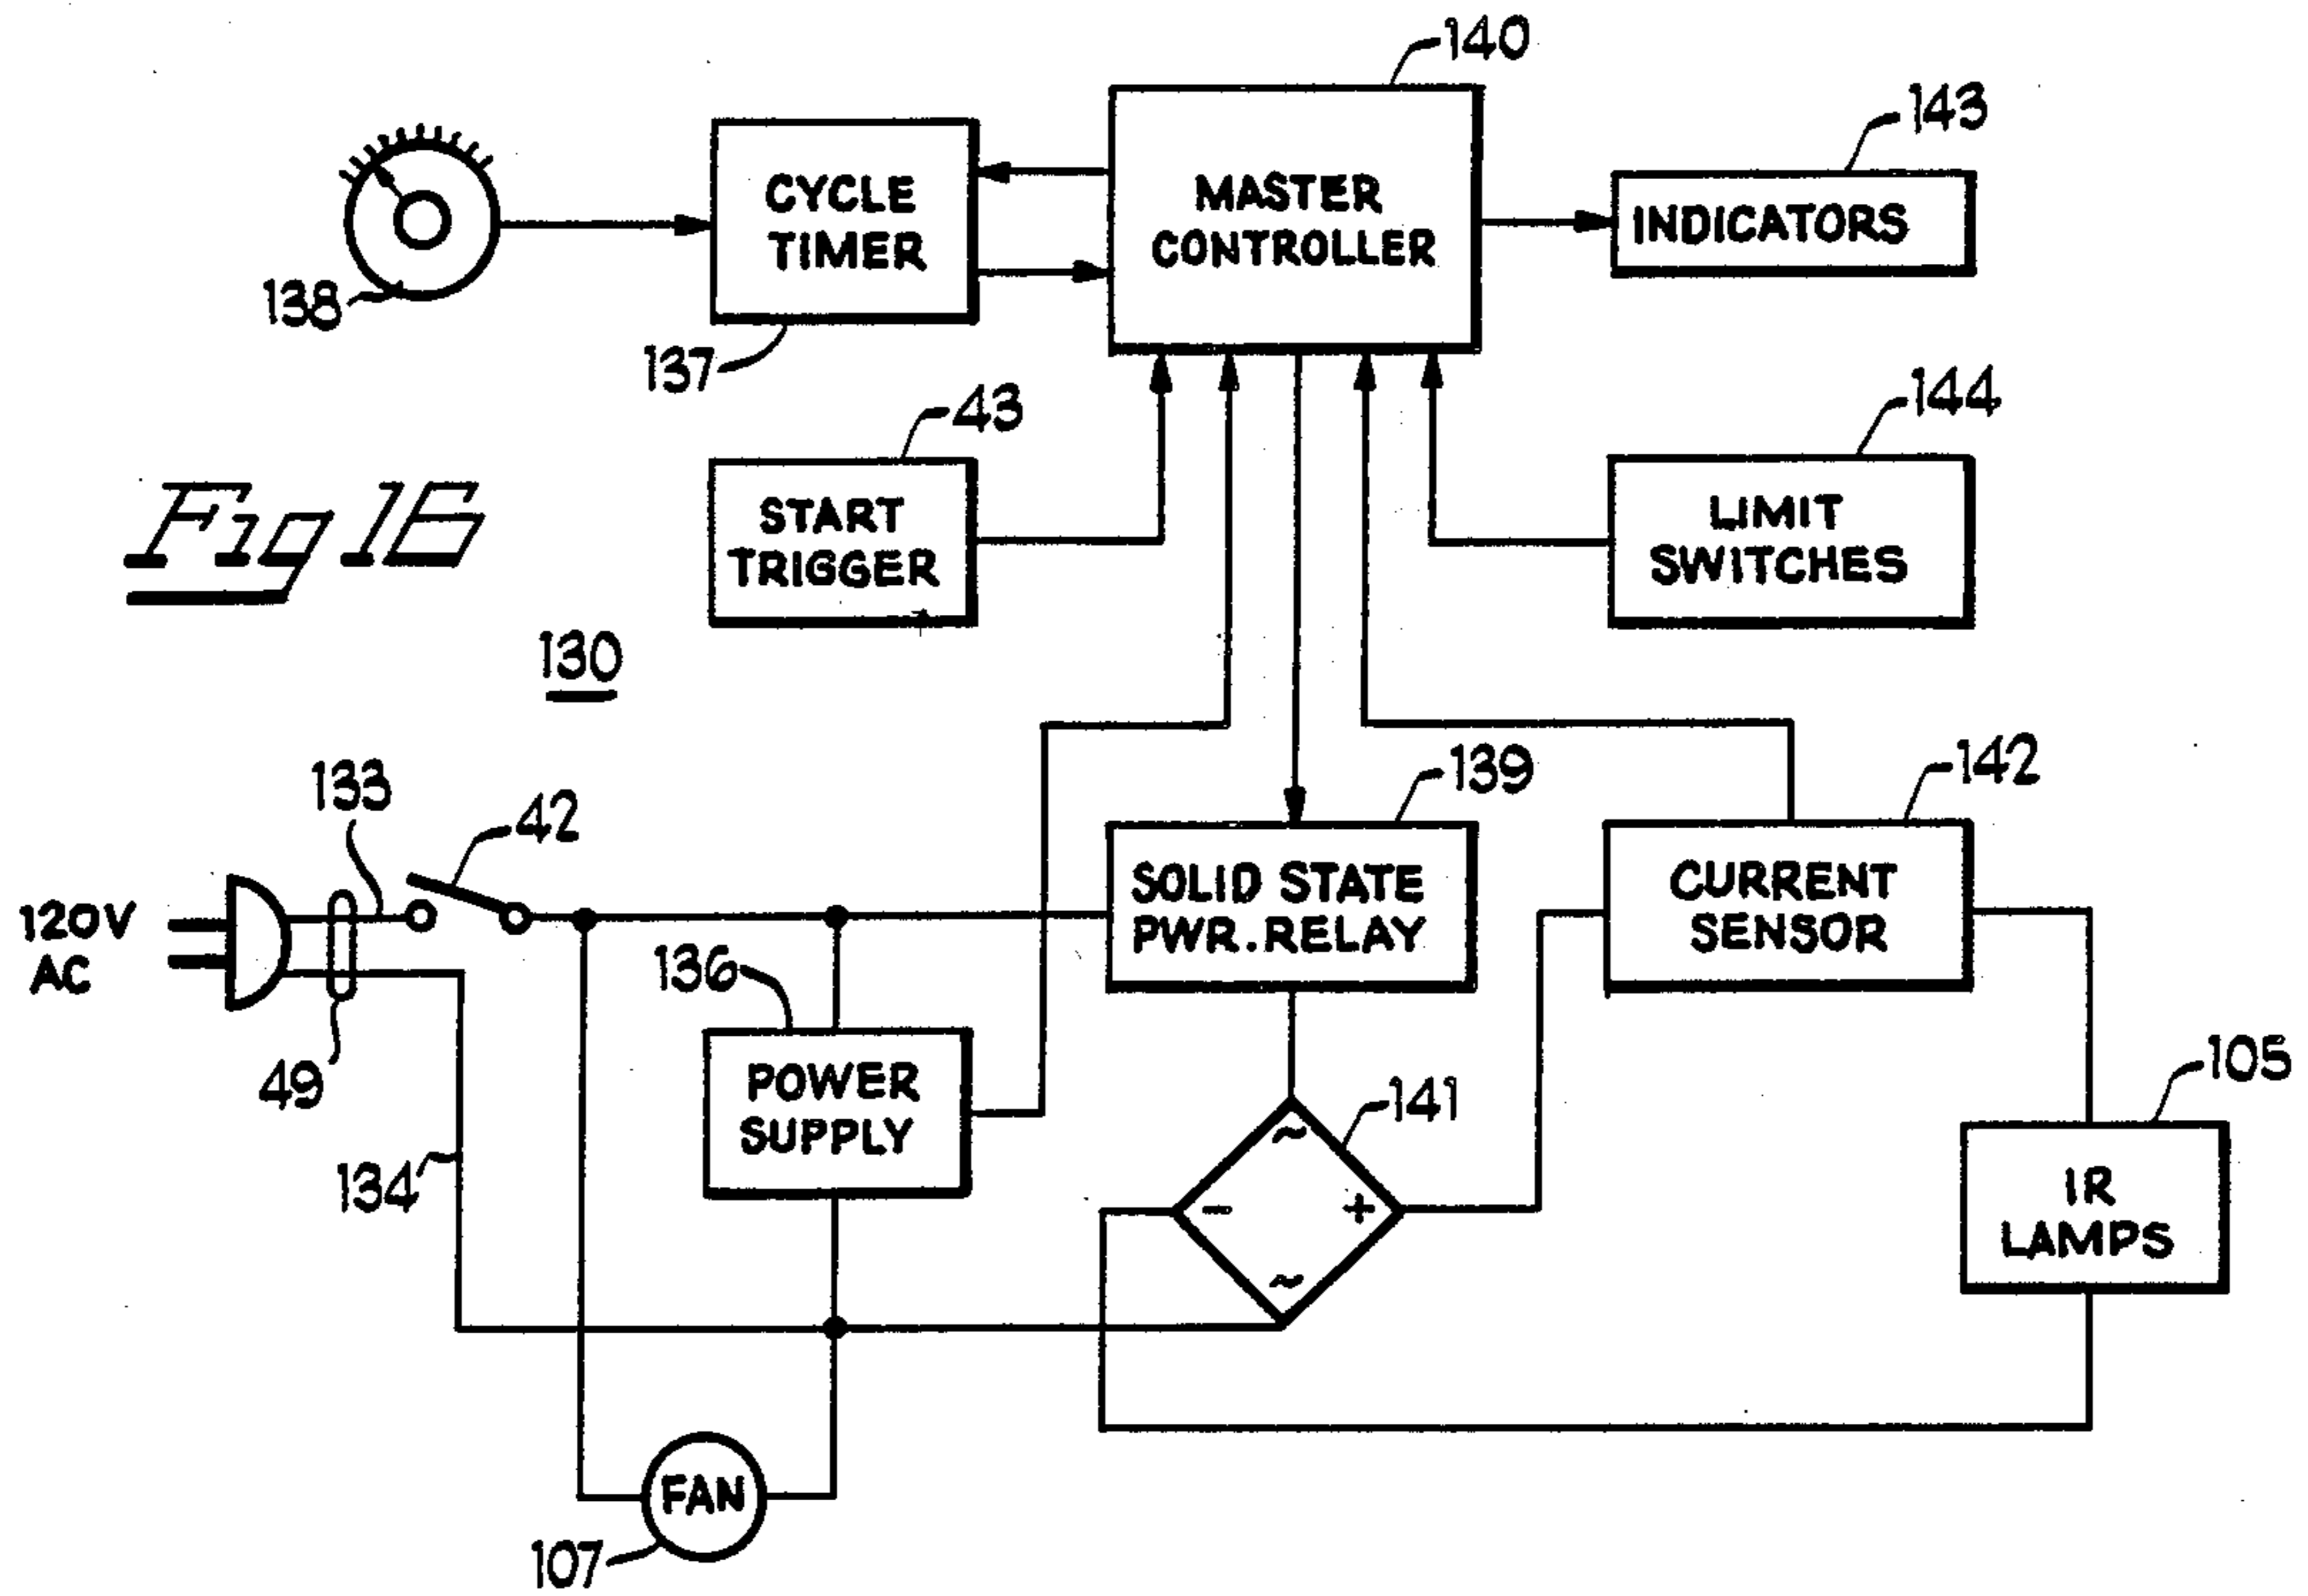 140
143
138
CYCLE
TIMER
137
MASTER
CONTROLLER
INDICATORS
43
144
Fig 16
START
TRIGGER
LIMIT
SWITCHES
130
133
42
139
142
120V
AC
49
134
136
SOLID STATE
PWR. RELAY
CURRENT
SENSOR
POWER
SUPPLY
141
~
-
+
~
105
IR
LAMPS
FAN
107